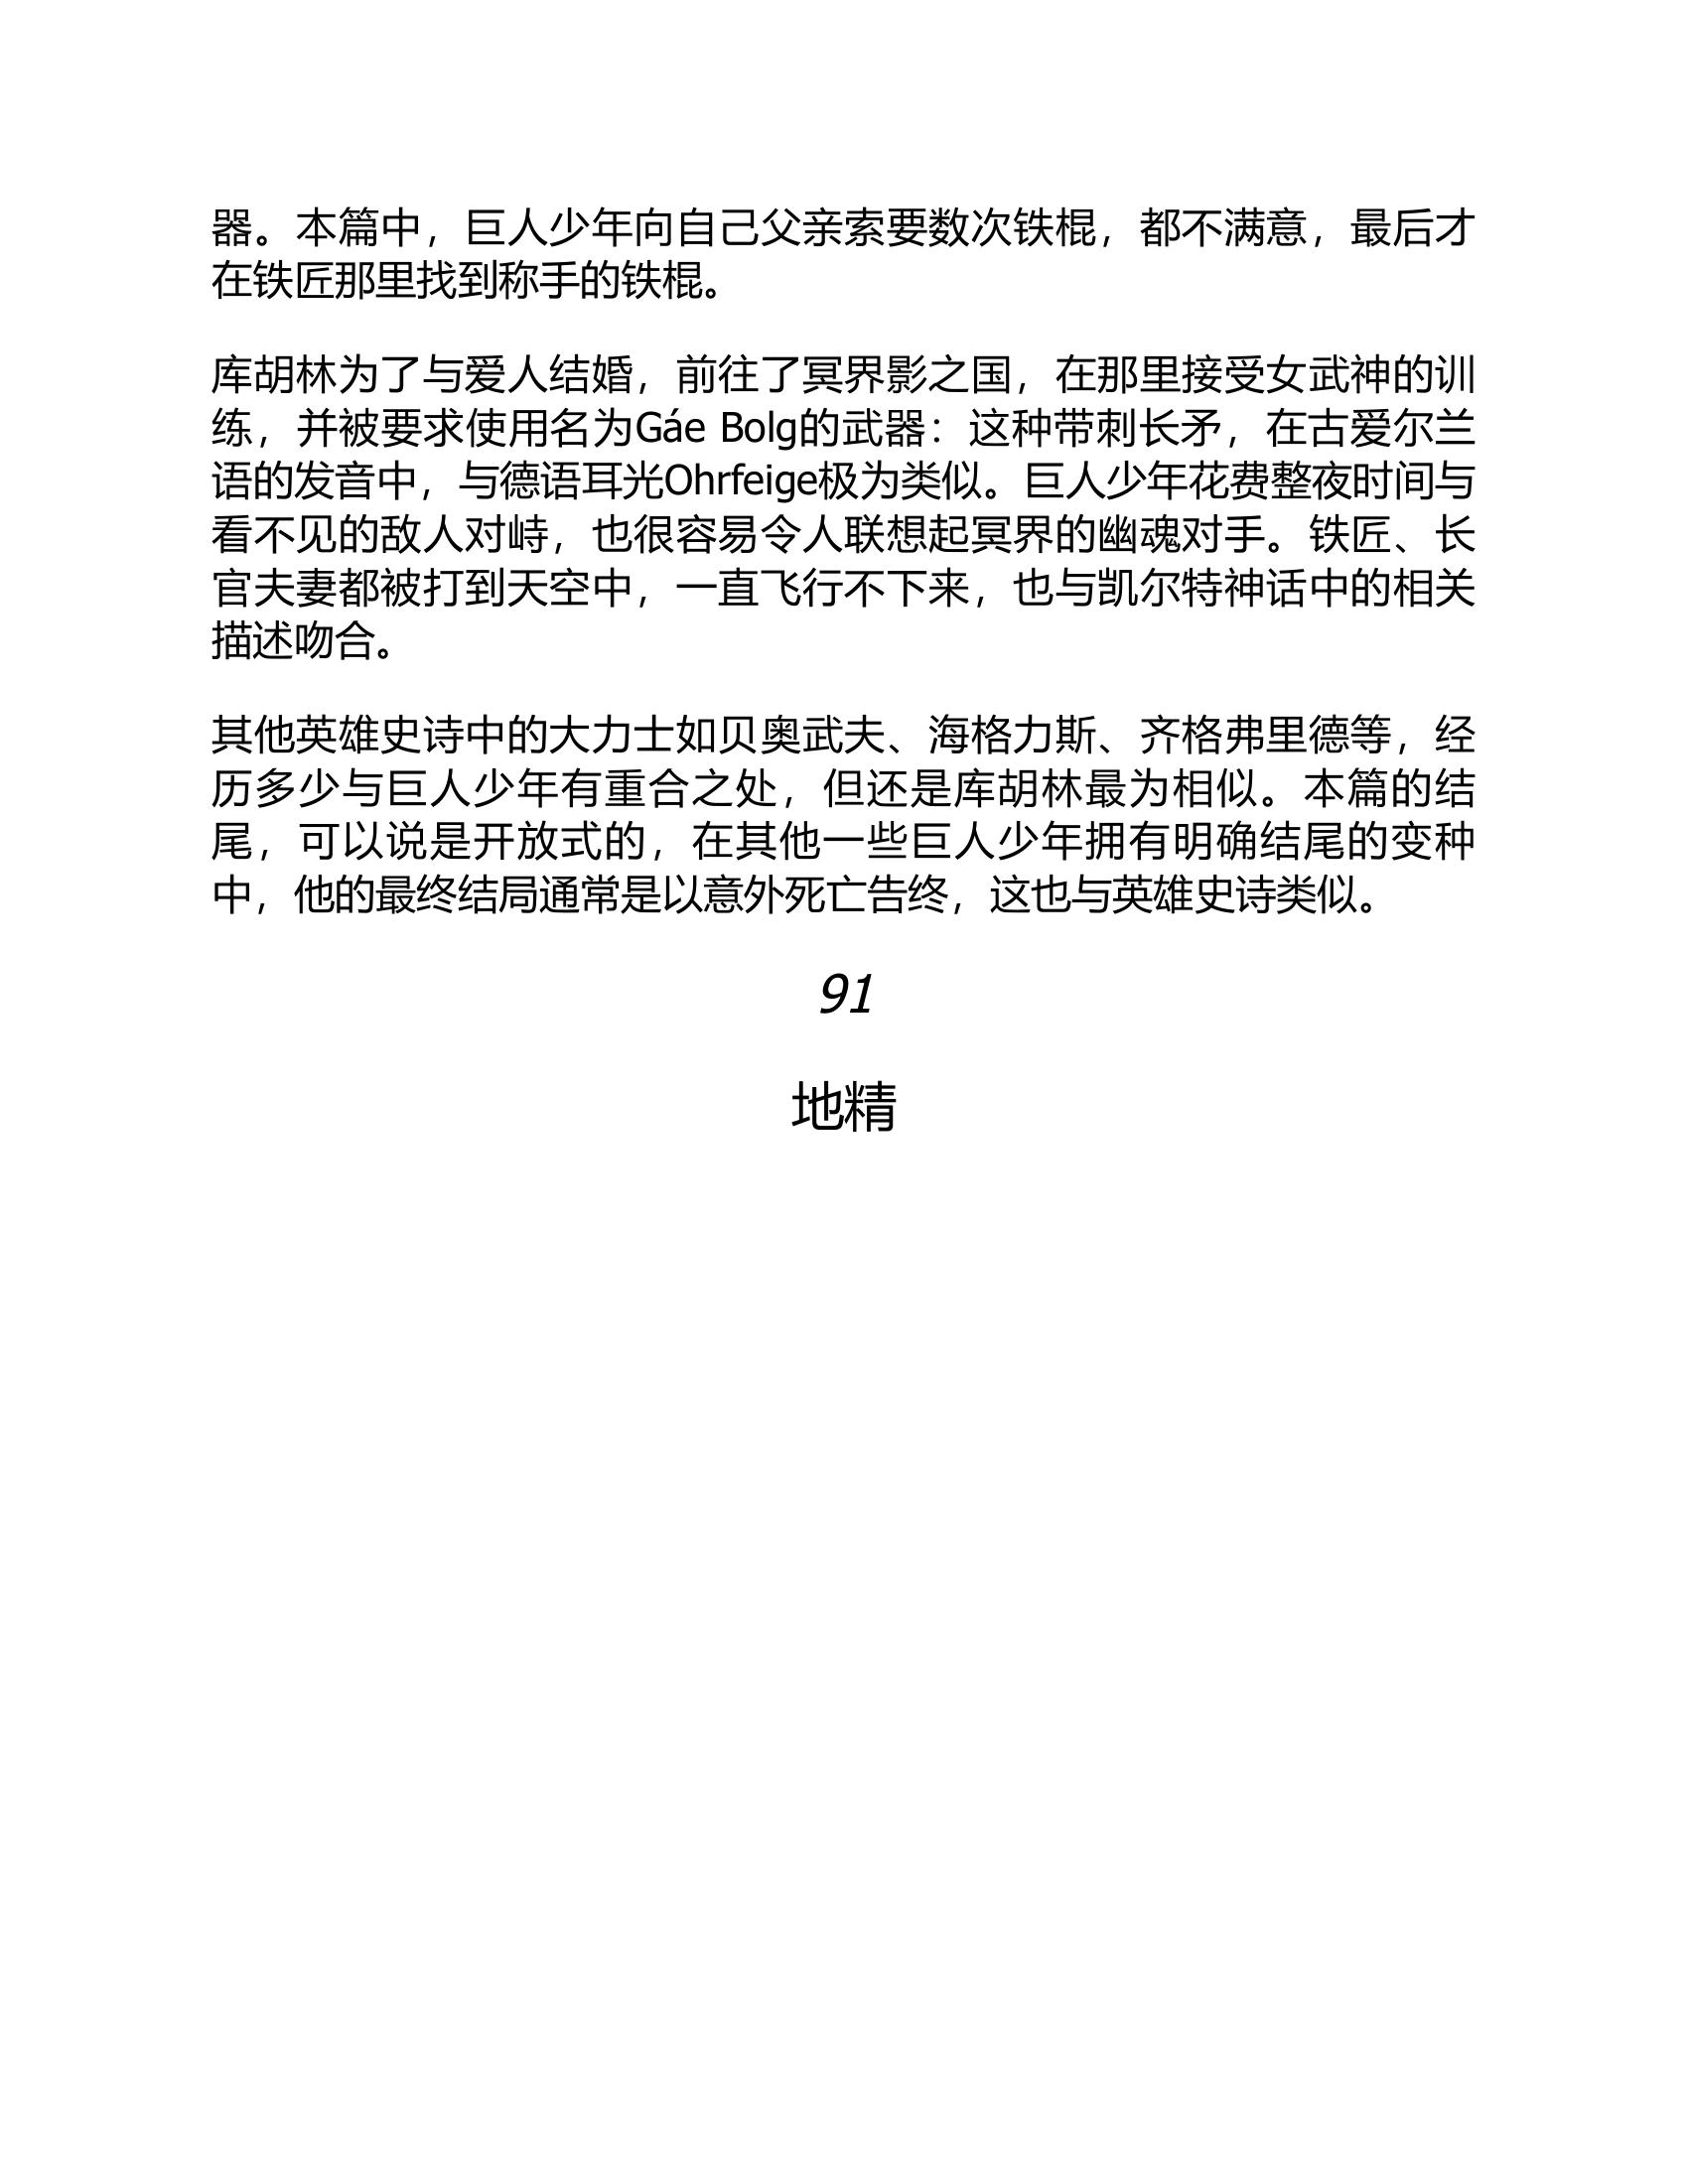 器。本篇中，巨人少年向自己父亲索要数次铁棍，都不满意，最后才
在铁匠那里找到称手的铁棍。
库胡林为了与爱人结婚，前往了冥界影之国，在那里接受女武神的训
练，并被要求使用名为Gáe Bolg的武器：这种带刺长矛，在古爱尔兰
语的发音中，与德语耳光Ohrfeige极为类似。巨人少年花费整夜时间与
看不见的敌人对峙，也很容易令人联想起冥界的幽魂对手。铁匠、长
官夫妻都被打到天空中，一直飞行不下来，也与凯尔特神话中的相关
描述吻合。
其他英雄史诗中的大力士如贝奥武夫、海格力斯、齐格弗里德等，经
历多少与巨人少年有重合之处，但还是库胡林最为相似。本篇的结
尾，可以说是开放式的，在其他一些巨人少年拥有明确结尾的变种
中，他的最终结局通常是以意外死亡告终，这也与英雄史诗类似。
91
地精